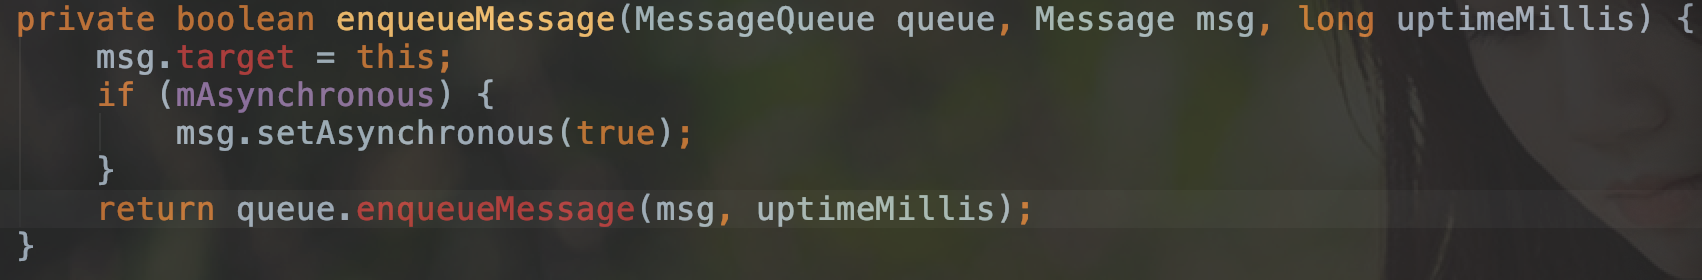 private boolean enqueueMessage(MessageQueue queue, Message msg, long uptimeMillis) {
    msg.target = this;
    if (mAsynchronous) {
        msg.setAsynchronous(true);
    }
    return queue.enqueueMessage(msg, uptimeMillis);
}